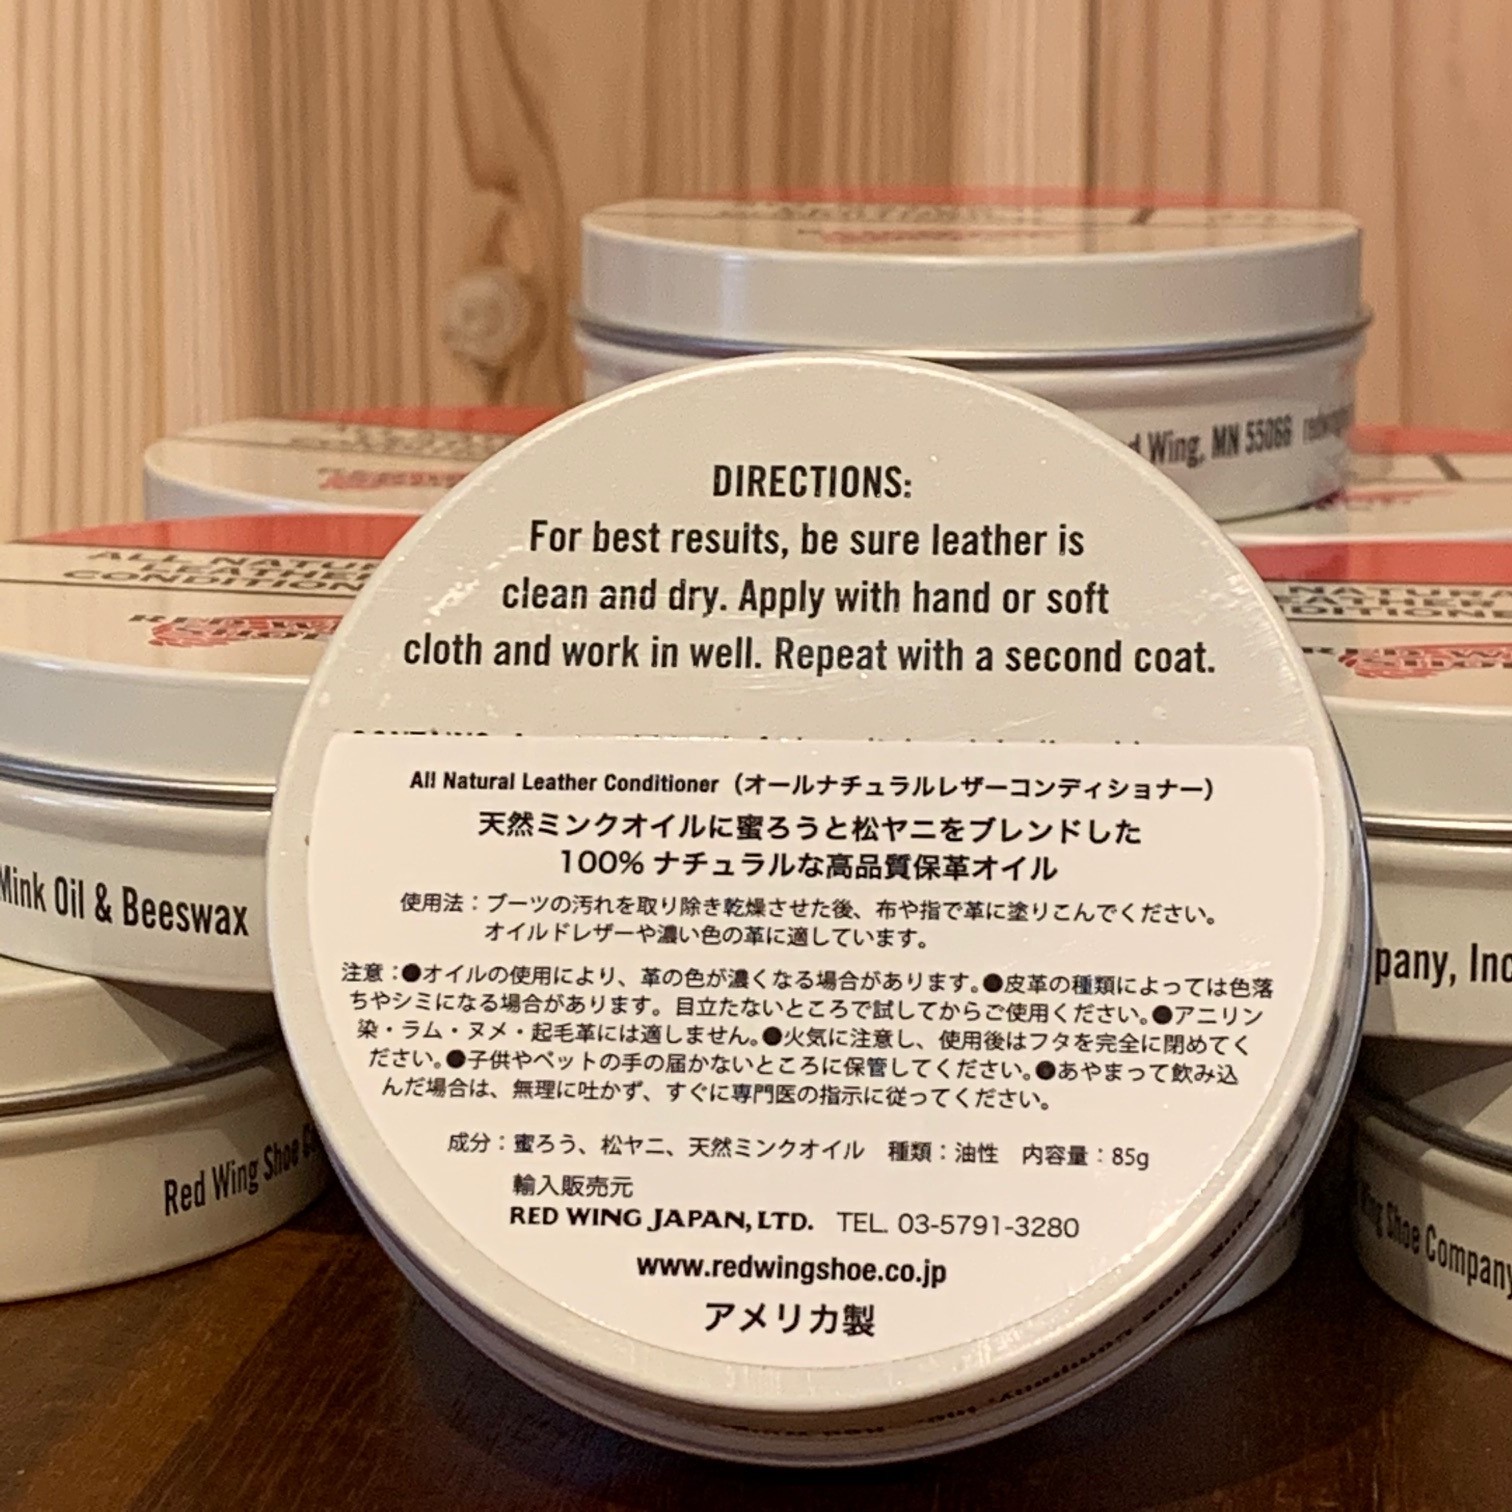 DIRECTIONS:
For best results, be sure leather is
clean and dry. Apply with hand or soft
cloth and work in well. Repeat with a second coat.
All Natural Leather Conditioner（オールナチュラルレザーコンディショナー）
天然ミンクオイルに蜜ろうと松ヤニをブレンドした
100% ナチュラルな高品質保革オイル
使用法：ブーツの汚れを取り除き乾燥させた後、布や指で革に塗りこんでください。
オイルドレザーや濃い色の革に適しています。
注意：●オイルの使用により、革の色が濃くなる場合があります。●皮革の種類によっては色落
ちやシミになる場合があります。目立たないところで試してからご使用ください。●アニリン
染・ラム・ヌメ・起毛革には適しません。●火気に注意し、使用後はフタを完全に閉めてく
ださい。●子供やペットの手の届かないところに保管してください。●あやまって飲み込
んだ場合は、無理に吐かず、すぐに専門医の指示に従ってください。
成分：蜜ろう、松ヤニ、天然ミンクオイル　種類：油性　内容量：85g
輸入販売元
RED WING JAPAN, LTD. TEL. 03-5791-3280
www.redwingshoe.co.jp
アメリカ製
Wing, MN 55066
ALL
RED
Mink Oil & Beeswax
Red Wing Shoe
Inc
Shoe Company